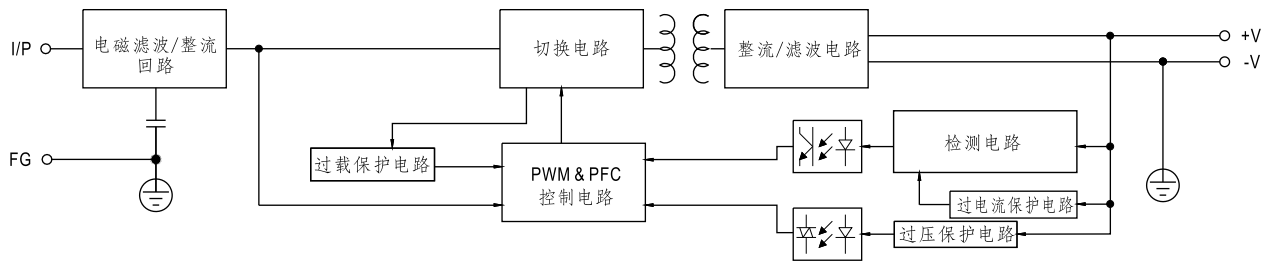 I/P
电磁滤波/整流
回路
切换电路
整流/滤波电路
+V
-V
FG
过载保护电路
PWM & PFC
控制电路
检测电路
过电流保护电路
过压保护电路